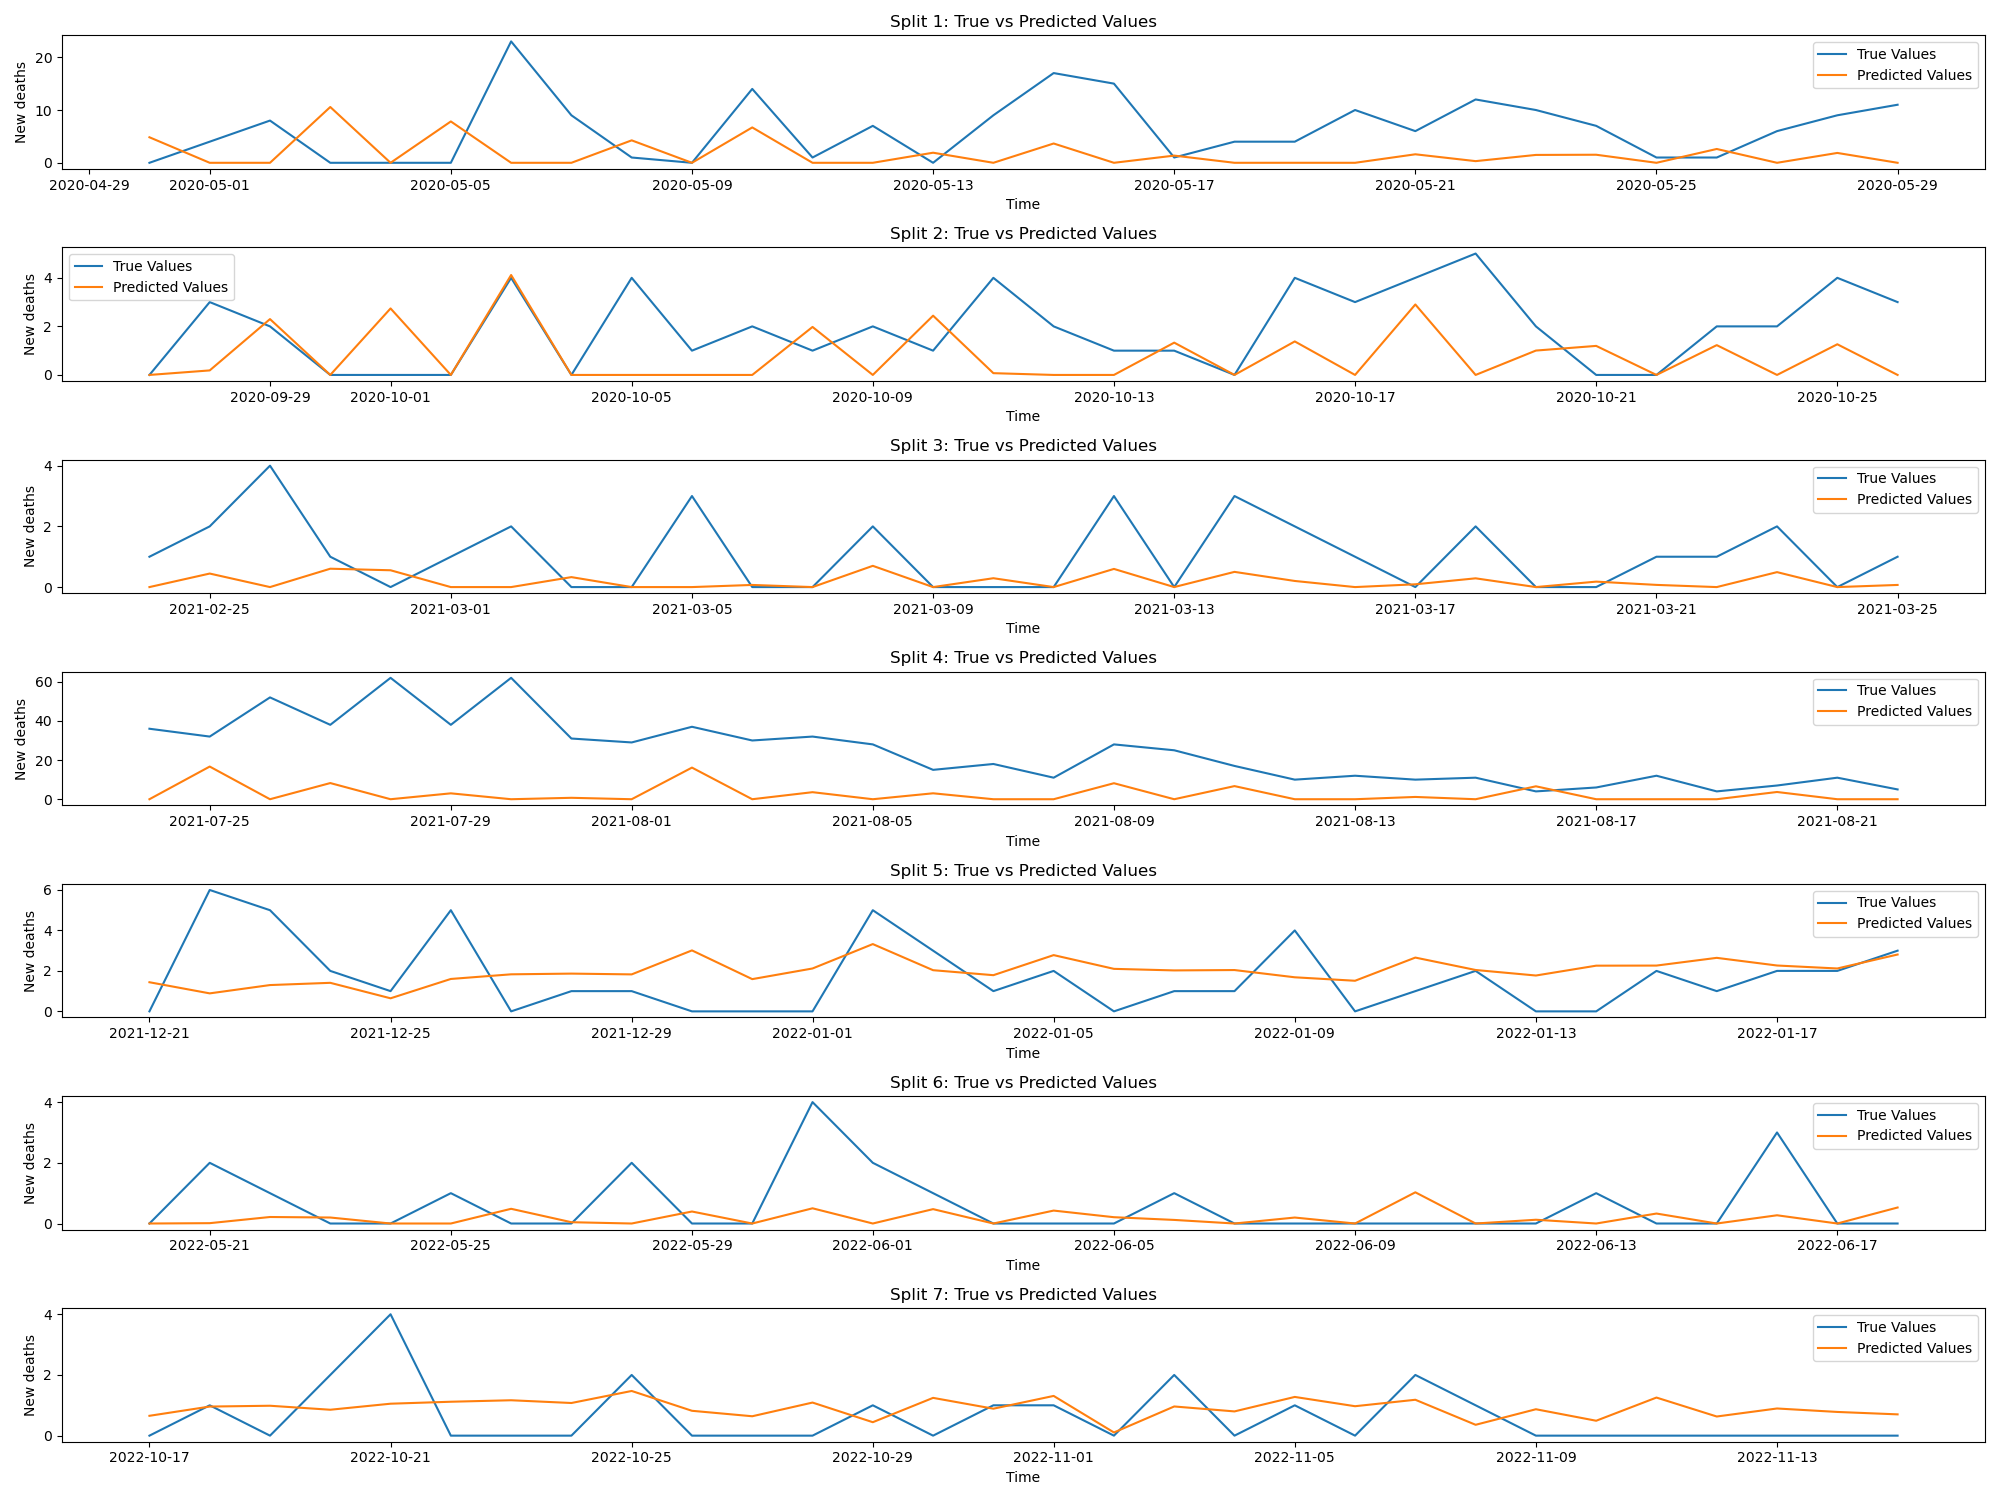 Split 1: True vs Predicted Values
New deaths
20
10
0
True Values
Predicted Values
2020-04-29 2020-05-01 2020-05-05 2020-05-09 2020-05-13 2020-05-17 2020-05-21 2020-05-25 2020-05-29
Time
Split 2: True vs Predicted Values
New deaths
4
2
0
True Values
Predicted Values
2020-09-29 2020-10-01 2020-10-05 2020-10-09 2020-10-13 2020-10-17 2020-10-21 2020-10-25
Time
Split 3: True vs Predicted Values
New deaths
4
2
0
True Values
Predicted Values
2021-02-25 2021-03-01 2021-03-05 2021-03-09 2021-03-13 2021-03-17 2021-03-21 2021-03-25
Time
Split 4: True vs Predicted Values
New deaths
60
40
20
0
True Values
Predicted Values
2021-07-25 2021-07-29 2021-08-01 2021-08-05 2021-08-09 2021-08-13 2021-08-17 2021-08-21
Time
Split 5: True vs Predicted Values
New deaths
6
4
2
0
True Values
Predicted Values
2021-12-21 2021-12-25 2021-12-29 2022-01-01 2022-01-05 2022-01-09 2022-01-13 2022-01-17
Time
Split 6: True vs Predicted Values
New deaths
4
2
0
True Values
Predicted Values
2022-05-21 2022-05-25 2022-05-29 2022-06-01 2022-06-05 2022-06-09 2022-06-13 2022-06-17
Time
Split 7: True vs Predicted Values
New deaths
4
2
0
True Values
Predicted Values
2022-10-17 2022-10-21 2022-10-25 2022-10-29 2022-11-01 2022-11-05 2022-11-09 2022-11-13
Time